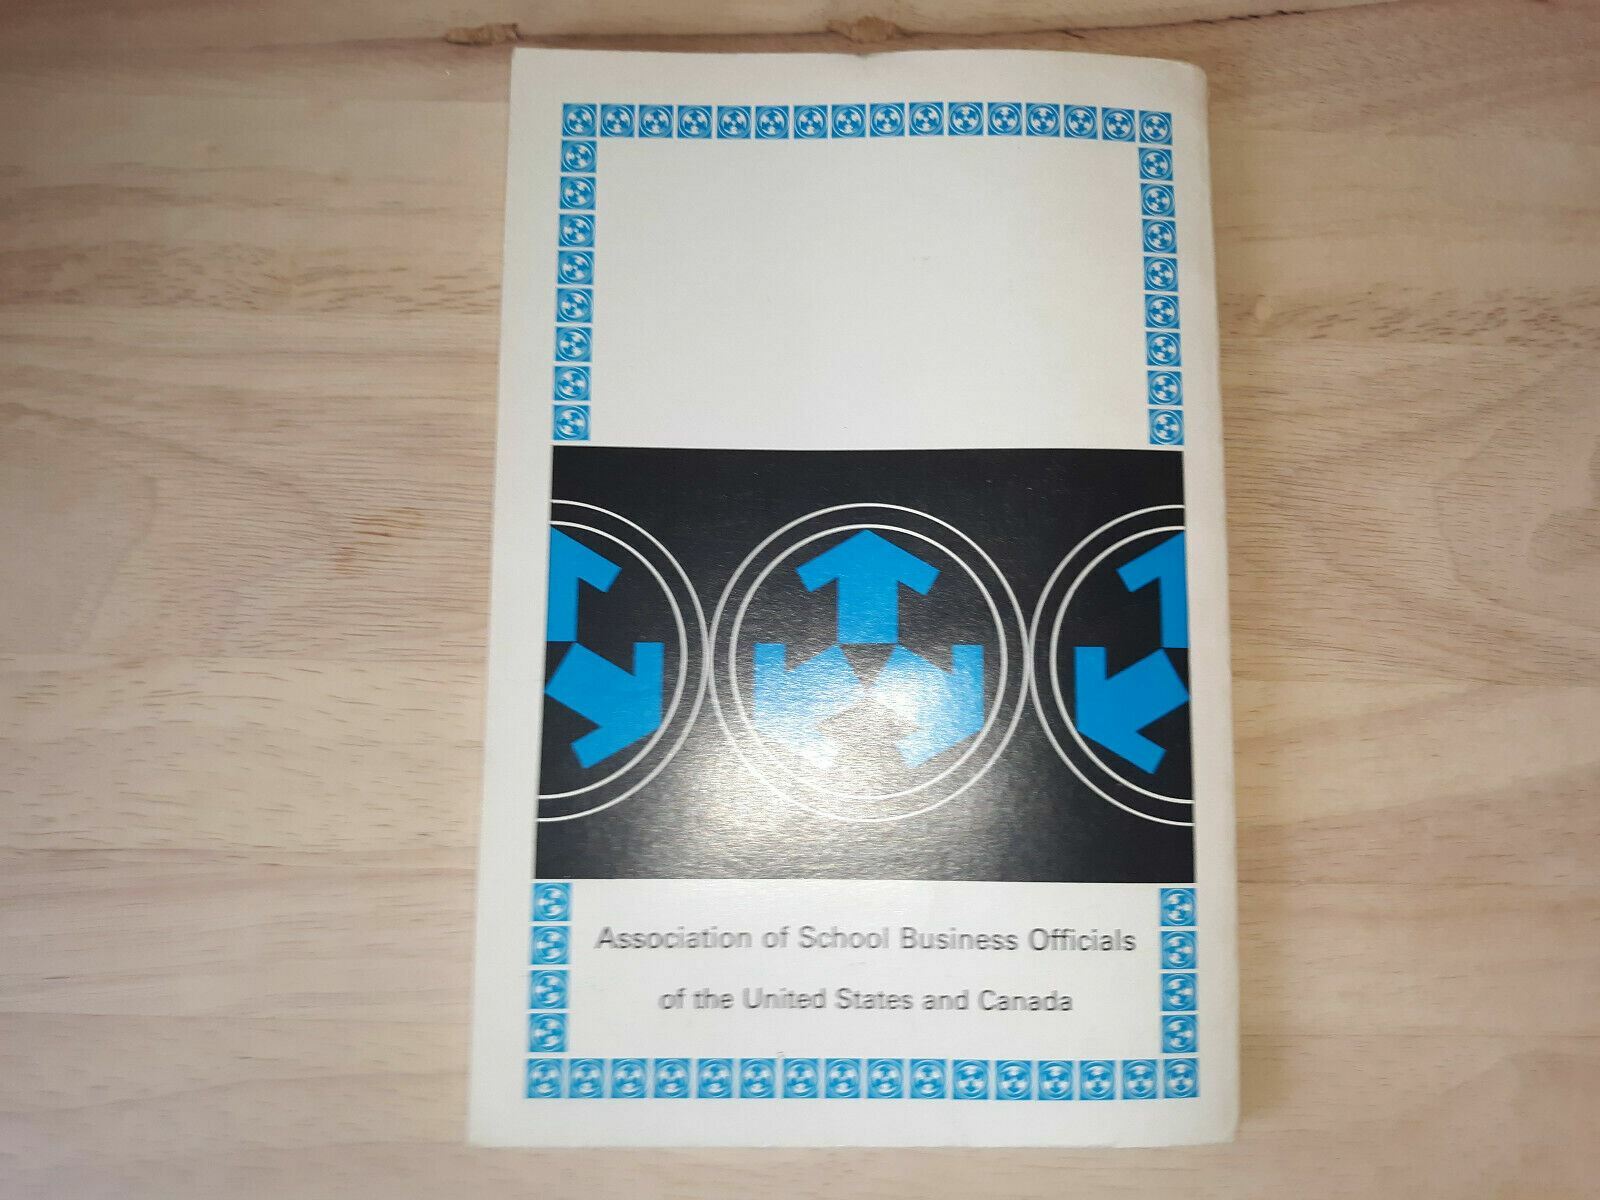 Association of School Business Officials
of the United States and Canada